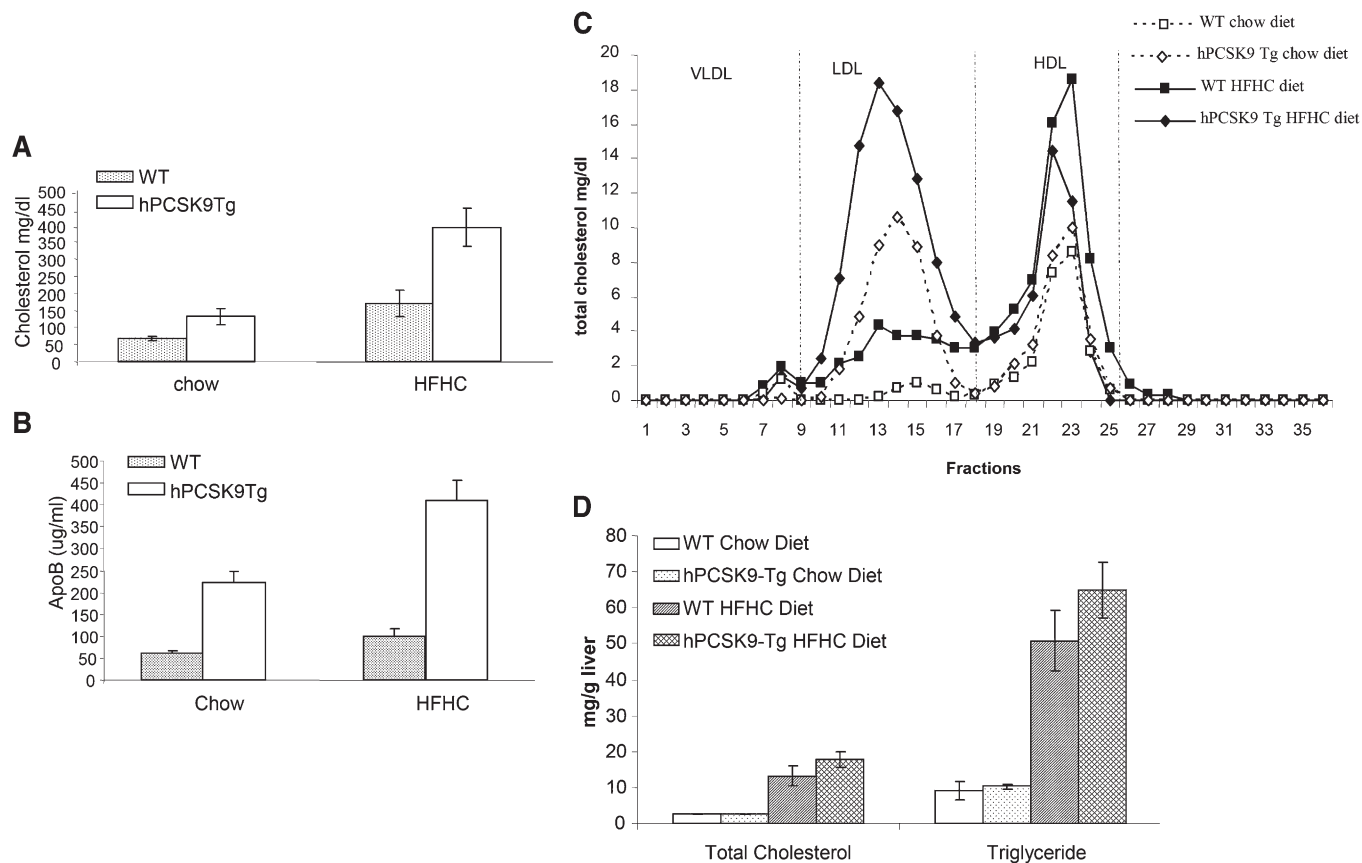 A
WT
hPCSK9Tg
Cholesterol mg/dl
500
450
400
350
300
250
200
150
100
50
0
chow
HFHC
B
WT
hPCSK9Tg
ApoB (ug/ml)
500
450
400
350
300
250
200
150
100
50
0
Chow
HFHC
C
WT chow diet
hPCSK9 Tg chow diet
WT HFHC diet
hPCSK9 Tg HFHC diet
VLDL
LDL
HDL
total cholesterol mg/dl
20
18
16
14
12
10
8
6
4
2
0
1 3 5 7 9 11 13 15 17 19 21 23 25 27 29 31 33 35
Fractions
D
WT Chow Diet
hPCSK9-Tg Chow Diet
WT HFHC Diet
hPCSK9-Tg HFHC Diet
mg/g liver
80
70
60
50
40
30
20
10
0
Total Cholesterol
Triglyceride